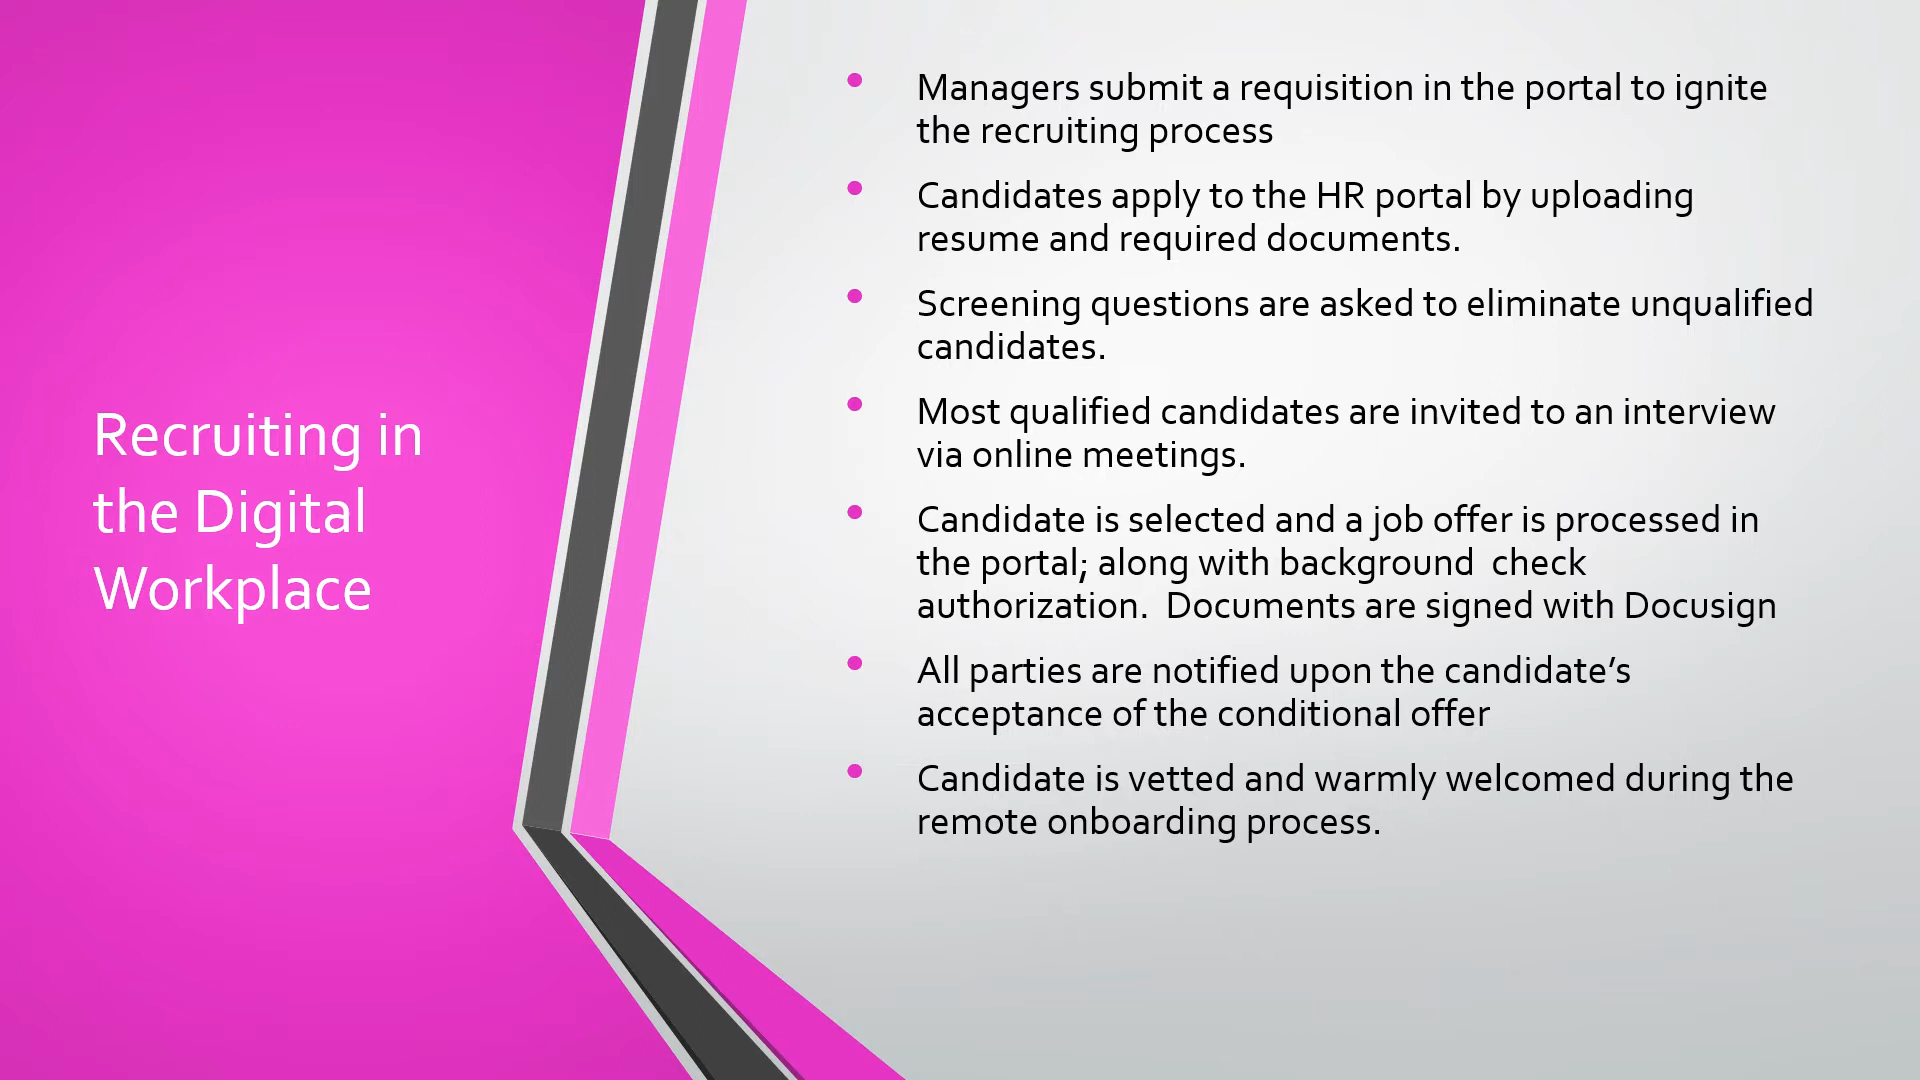 Recruiting in
the Digital
Workplace
Managers submit a requisition in the portal to ignite
the recruiting process
Candidates apply to the HR portal by uploading
resume and required documents.
Screening questions are asked to eliminate unqualified
candidates.
Most qualified candidates are invited to an interview
via online meetings.
Candidate is selected and a job offer is processed in
the portal; along with background  check
authorization.  Documents are signed with Docusign
All parties are notified upon the candidate’s
acceptance of the conditional offer
Candidate is vetted and warmly welcomed during the
remote onboarding process.